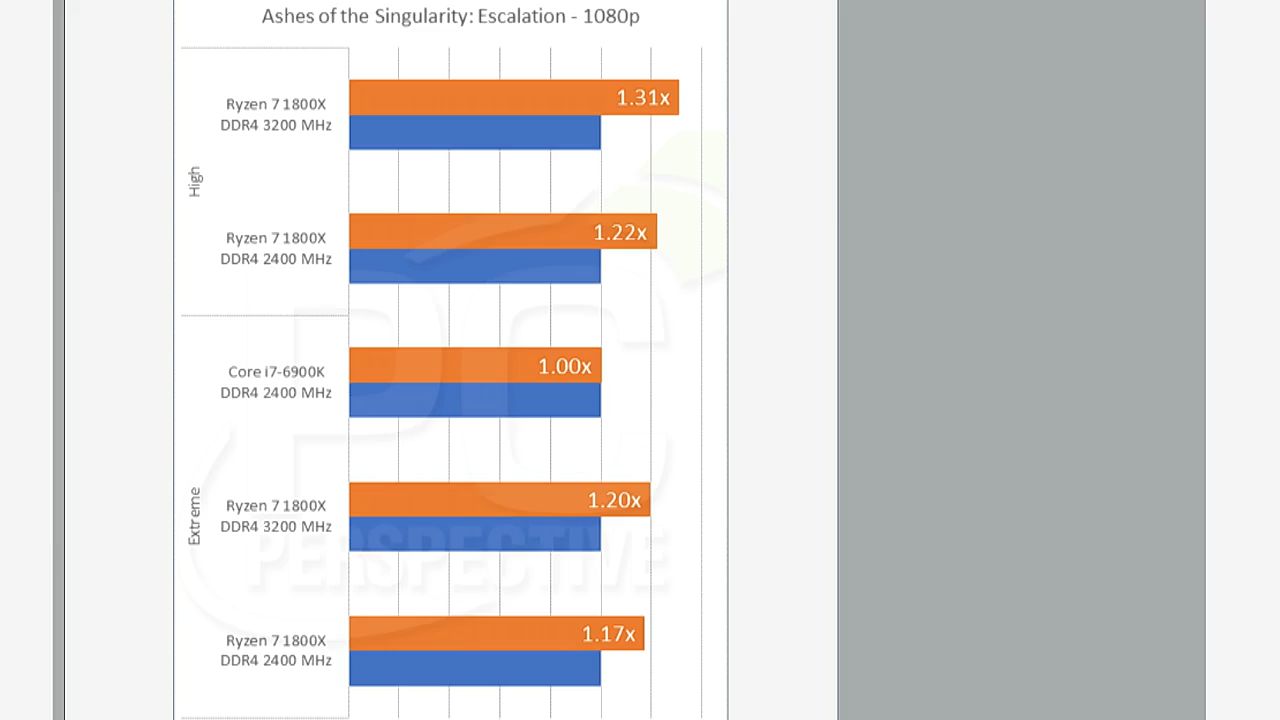 Ashes of the Singularity: Escalation - 1080p
High
Ryzen 7 1800X
DDR4 3200 MHz
1.31x
Ryzen 7 1800X
DDR4 2400 MHz
1.22x
Extreme
Core i7-6900K
DDR4 2400 MHz
1.00x
Ryzen 7 1800X
DDR4 3200 MHz
1.20x
Ryzen 7 1800X
DDR4 2400 MHz
1.17x
PC
PERSPECTIVE